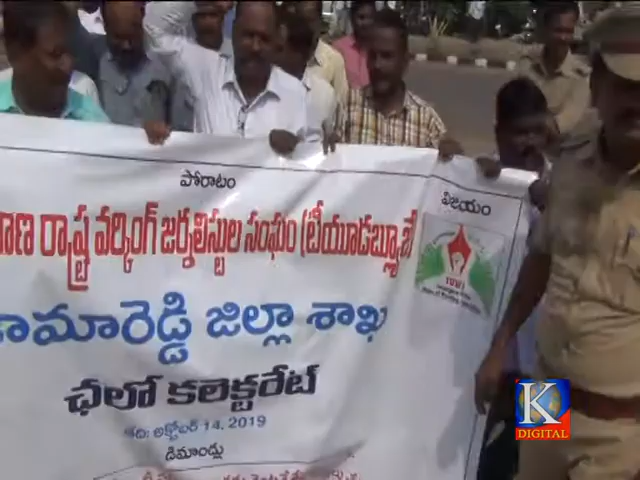 పోరాటం
విజయం
రాష్ట్ర వర్కింగ్ జర్నలిస్టుల సంఘం (టీయూడబ్ల్యూజే
TUWJ
కామారెడ్డి జిల్లా శాఖ
ఛలో కలెక్టరేట్
తేది: అక్టోబర్ 14, 2019
డిమాండ్లు
K
DIGITAL